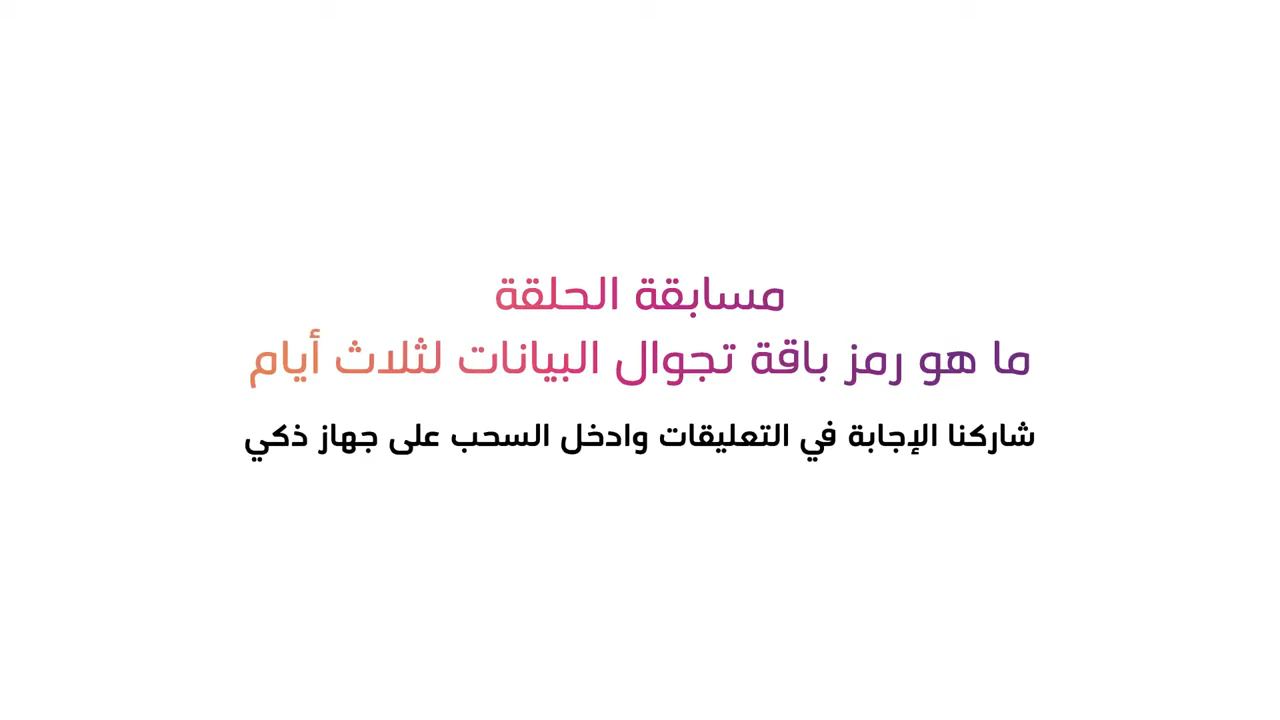 مسابقة الحلقة
ما هو رمز باقة تجوال البيانات لثلاث أيام
شاركنا الإجابة في التعليقات وادخل السحب على جهاز ذكي